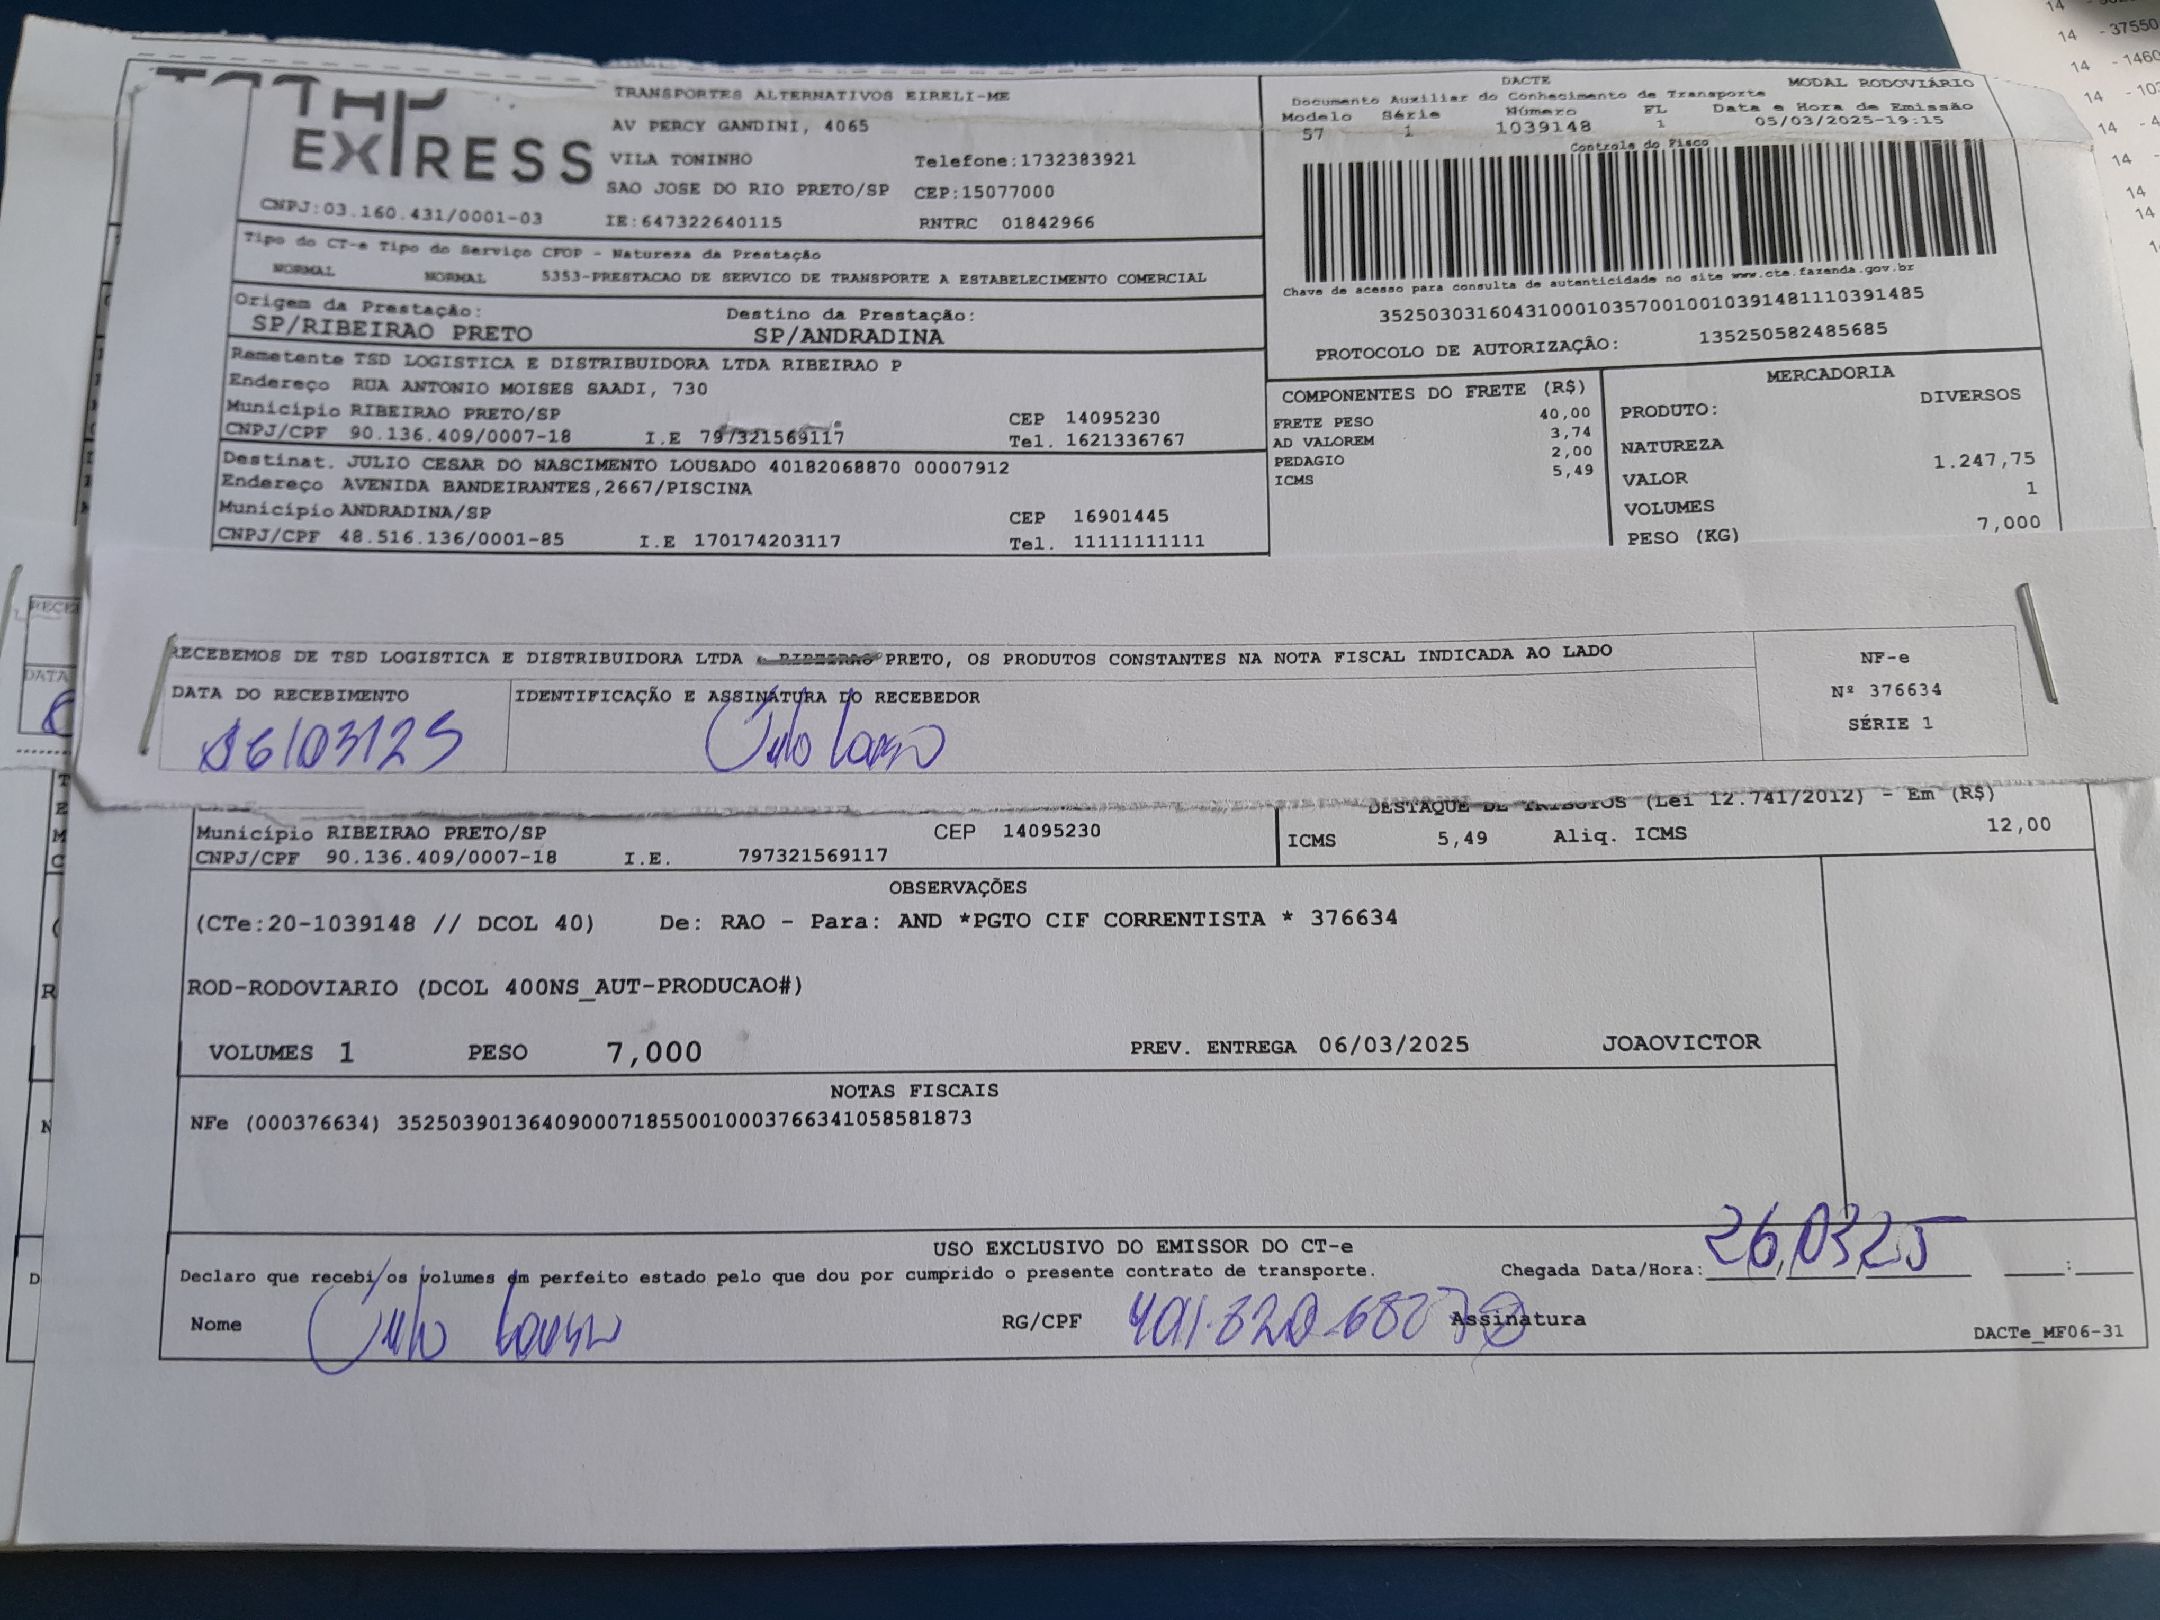 THP
EXPRESS
TRANSPORTES ALTERNATIVOS EIRELI-ME
AV PERCY GANDINI, 4065
VILA TONINHO Telefone:1732383921
SAO JOSE DO RIO PRETO/SP CEP:15077000
CNPJ:03.160.431/0001-03 IE:647322640115 RNTRC 01842966
DACTE MODAL RODOVIÁRIO
Documento Auxiliar do Conhecimento de Transporte
Modelo Série Número FL Data e Hora de Emissão
57 1 1039148 1 05/03/2025-19:15
Controle do Fisco
Chave de acesso para consulta de autenticidade no site www.cte.fazenda.gov.br
35250303160431000103570010010391481110391485
PROTOCOLO DE AUTORIZAÇÃO: 135250582485685
Tipo do CT-e Tipo do Serviço CFOP - Natureza da Prestação
NORMAL NORMAL 5353-PRESTACAO DE SERVICO DE TRANSPORTE A ESTABELECIMENTO COMERCIAL
Origem da Prestação: Destino da Prestação:
SP/RIBEIRAO PRETO SP/ANDRADINA
Remetente TSD LOGISTICA E DISTRIBUIDORA LTDA RIBEIRAO P
Endereço RUA ANTONIO MOISES SAADI, 730
Município RIBEIRAO PRETO/SP CEP 14095230
CNPJ/CPF 90.136.409/0007-18 I.E 797321569117 Tel. 1621336767
Destinat. JULIO CESAR DO NASCIMENTO LOUSADO 40182068870 00007912
Endereço AVENIDA BANDEIRANTES,2667/PISCINA
Município ANDRADINA/SP CEP 16901445
CNPJ/CPF 48.516.136/0001-85 I.E 170174203117 Tel. 11111111111
COMPONENTES DO FRETE (R$)
FRETE PESO 40,00
AD VALOREM 3,74
PEDAGIO 2,00
ICMS 5,49
MERCADORIA
PRODUTO: DIVERSOS
NATUREZA
VALOR 1.247,75
VOLUMES 1
PESO (KG) 7,000
RECEBEMOS DE TSD LOGISTICA E DISTRIBUIDORA LTDA - RIBEIRAO PRETO, OS PRODUTOS CONSTANTES NA NOTA FISCAL INDICADA AO LADO
DATA DO RECEBIMENTO IDENTIFICAÇÃO E ASSINATURA DO RECEBEDOR
NF-e
Nº 376634
SÉRIE 1
DESTAQUE DE TRIBUTOS (Lei 12.741/2012) - Em (R$)
Município RIBEIRAO PRETO/SP CEP 14095230
CNPJ/CPF 90.136.409/0007-18 I.E. 797321569117
ICMS 5,49 Aliq. ICMS 12,00
OBSERVAÇÕES
(CTe:20-1039148 // DCOL 40) De: RAO - Para: AND *PGTO CIF CORRENTISTA * 376634
ROD-RODOVIARIO (DCOL 400NS_AUT-PRODUCAO#)
VOLUMES 1 PESO 7,000 PREV. ENTREGA 06/03/2025 JOAOVICTOR
NOTAS FISCAIS
NFe (000376634) 35250390136409000718550010003766341058581873
USO EXCLUSIVO DO EMISSOR DO CT-e
Declaro que recebi os volumes em perfeito estado pelo que dou por cumprido o presente contrato de transporte. Chegada Data/Hora: 26,03,25 :
Nome RG/CPF Assinatura
DACTe_MF06-31